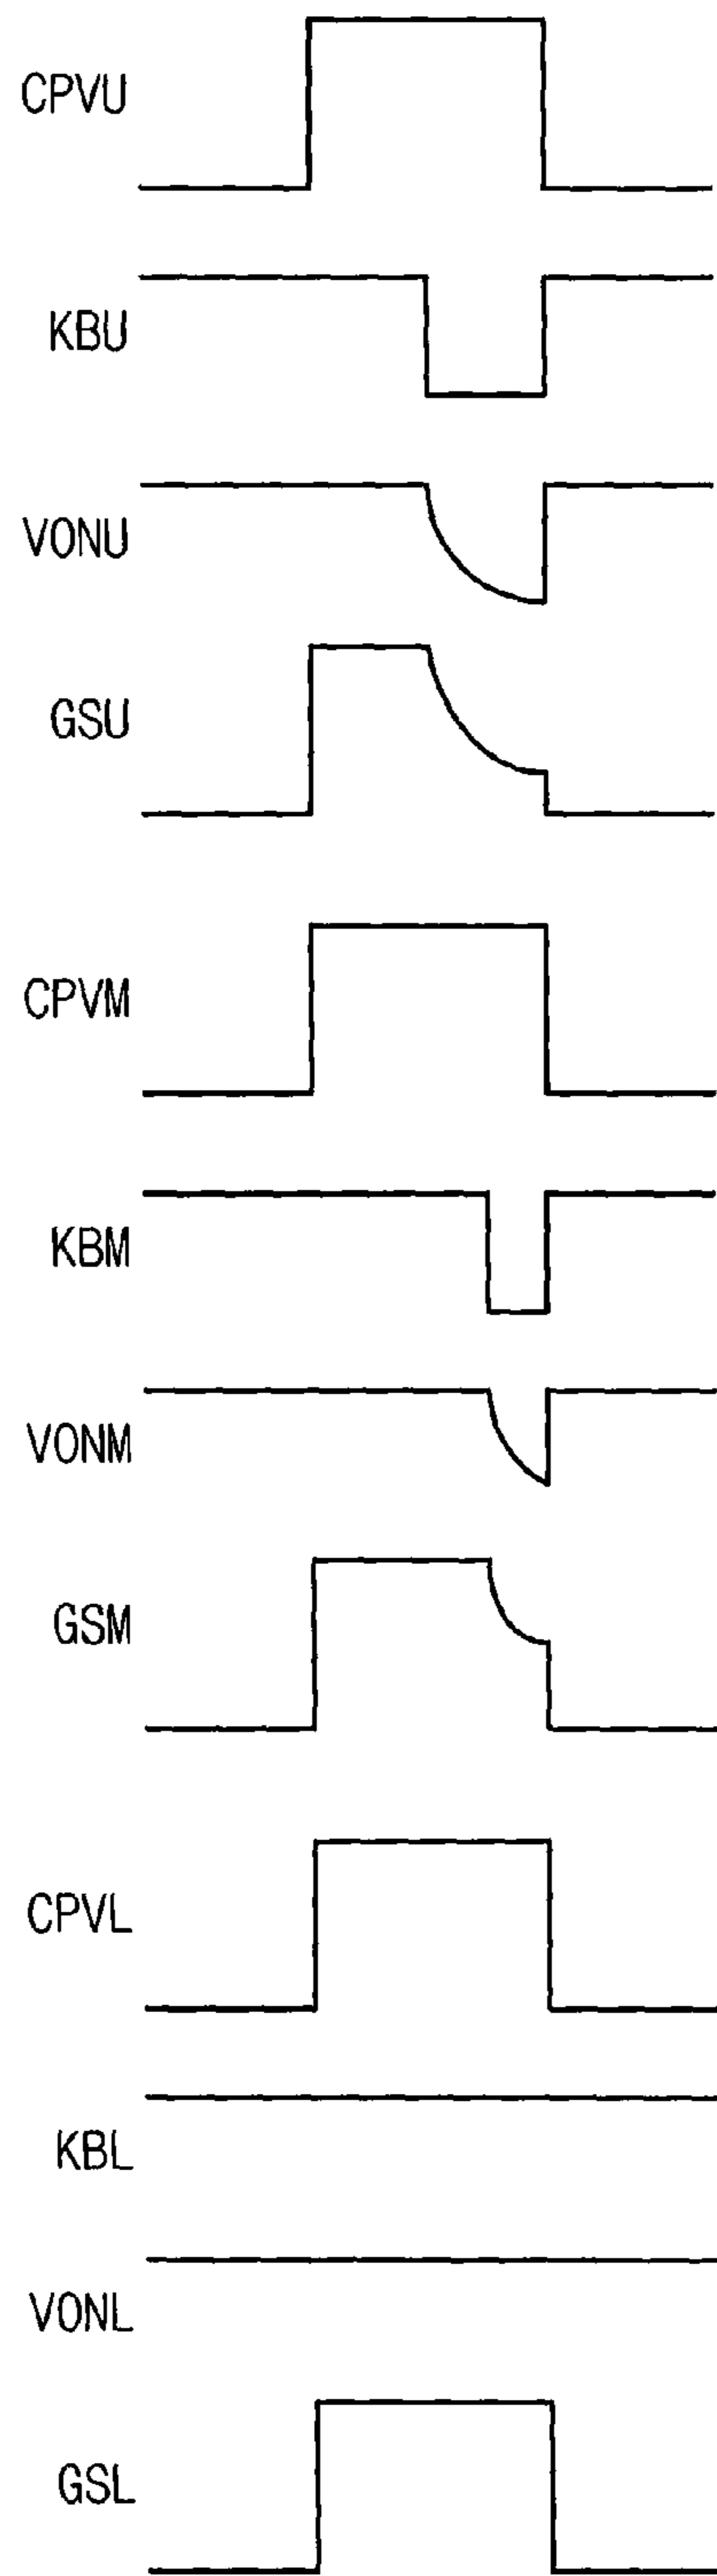 CPVU
KBU
VONU
GSU
CPVM
KBM
VONM
GSM
CPVL
KBL
VONL
GSL